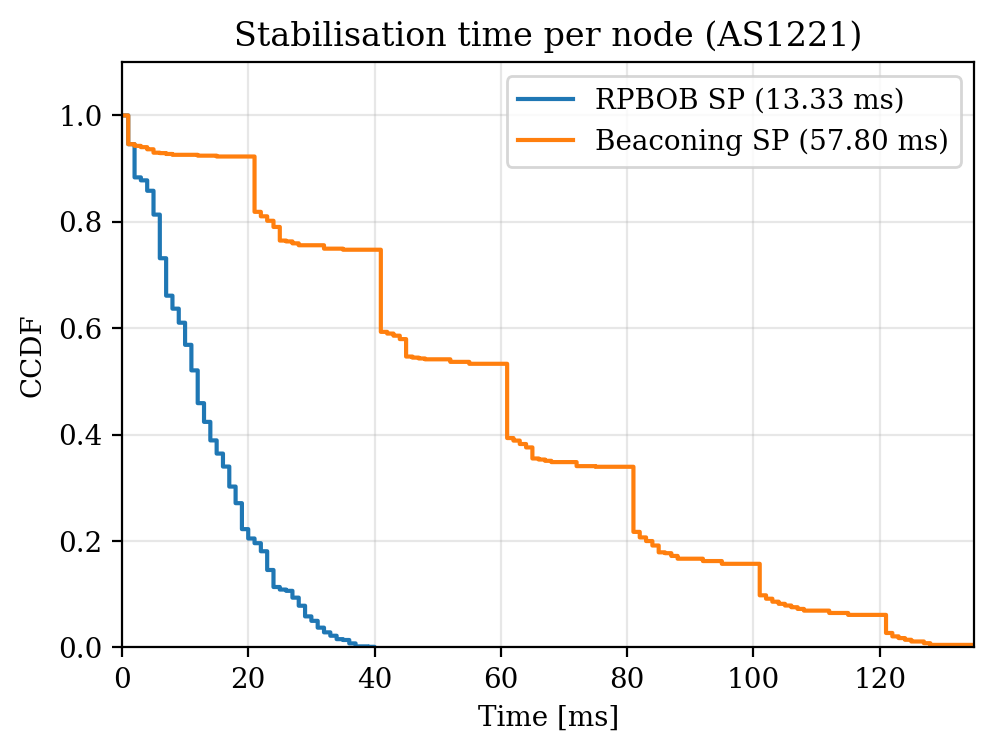 Stabilisation time per node (AS1221)
RPBOB SP (13.33 ms)
Beaconing SP (57.80 ms)
CCDF
1.0
0.8
0.6
0.4
0.2
0.0
0 20 40 60 80 100 120
Time [ms]